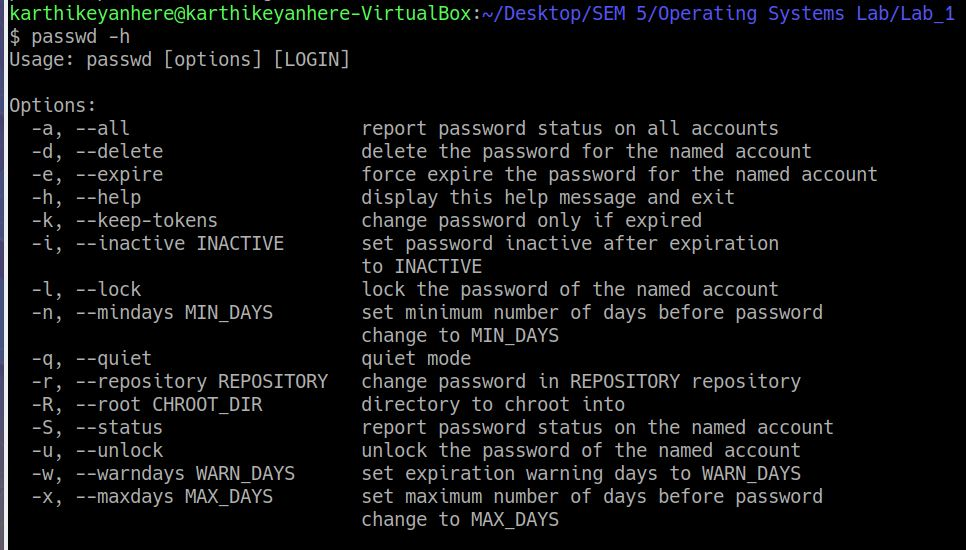 karthikeyanhere@karthikeyanhere-VirtualBox:~/Desktop/SEM 5/Operating Systems Lab/Lab_1
$ passwd -h
Usage: passwd [options] [LOGIN]

Options:
  -a, --all                     report password status on all accounts
  -d, --delete                  delete the password for the named account
  -e, --expire                  force expire the password for the named account
  -h, --help                    display this help message and exit
  -k, --keep-tokens             change password only if expired
  -i, --inactive INACTIVE       set password inactive after expiration
                                to INACTIVE
  -l, --lock                    lock the password of the named account
  -n, --mindays MIN_DAYS        set minimum number of days before password
                                change to MIN_DAYS
  -q, --quiet                   quiet mode
  -r, --repository REPOSITORY   change password in REPOSITORY repository
  -R, --root CHROOT_DIR         directory to chroot into
  -S, --status                  report password status on the named account
  -u, --unlock                  unlock the password of the named account
  -w, --warndays WARN_DAYS      set expiration warning days to WARN_DAYS
  -x, --maxdays MAX_DAYS        set maximum number of days before password
                                change to MAX_DAYS